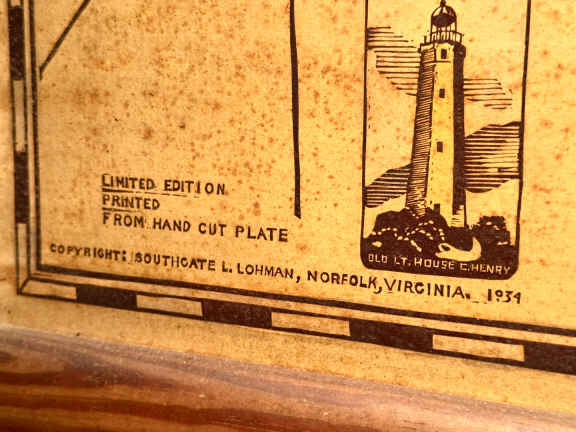 LIMITED EDITION
PRINTED
FROM HAND CUT PLATE
COPYRIGHT: SOUTHGATE L. LOHMAN, NORFOLK, VIRGINIA. 1934
OLD LT. HOUSE C. HENRY